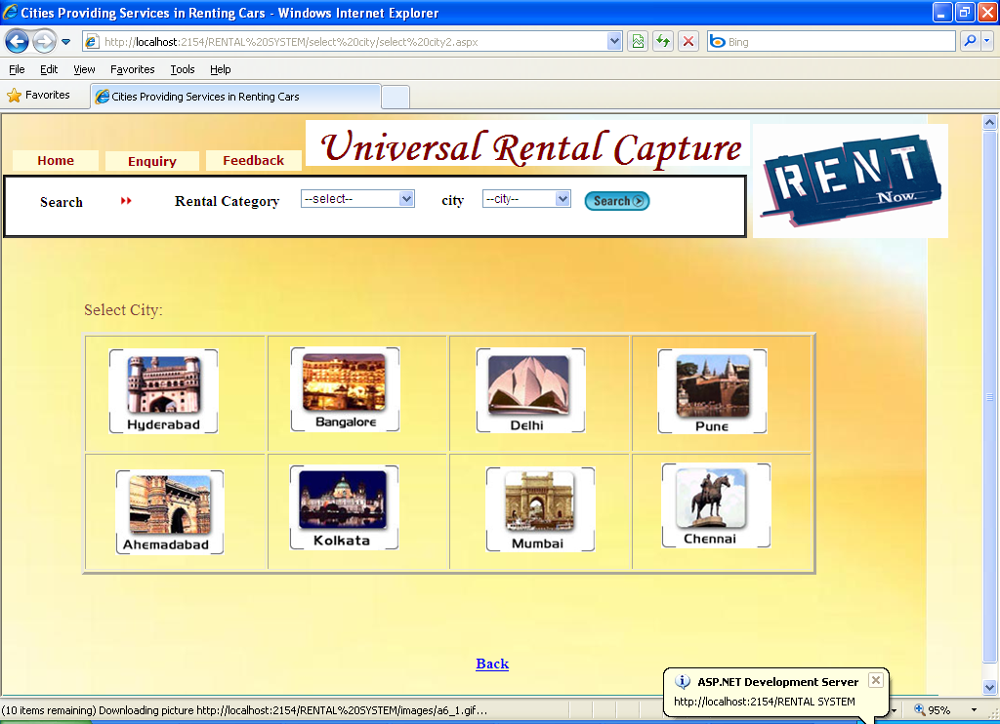 Cities Providing Services in Renting Cars - Windows Internet Explorer
http://localhost:2154/RENTAL%20SYSTEM/select%20city/select%20city2.aspx
Bing
File Edit View Favorites Tools Help
Favorites
Cities Providing Services in Renting Cars
Universal Rental Capture
Home Enquiry Feedback
RENT
Now.
Search Rental Category --select-- city --city-- Search
Select City:
Hyderabad Bangalore Delhi Pune
Ahemadabad Kolkata Mumbai Chennai
Back
ASP.NET Development Server
http://localhost:2154/RENTAL SYSTEM
(10 items remaining) Downloading picture http://localhost:2154/RENTAL%20SYSTEM/images/a6_1.gif...
95%